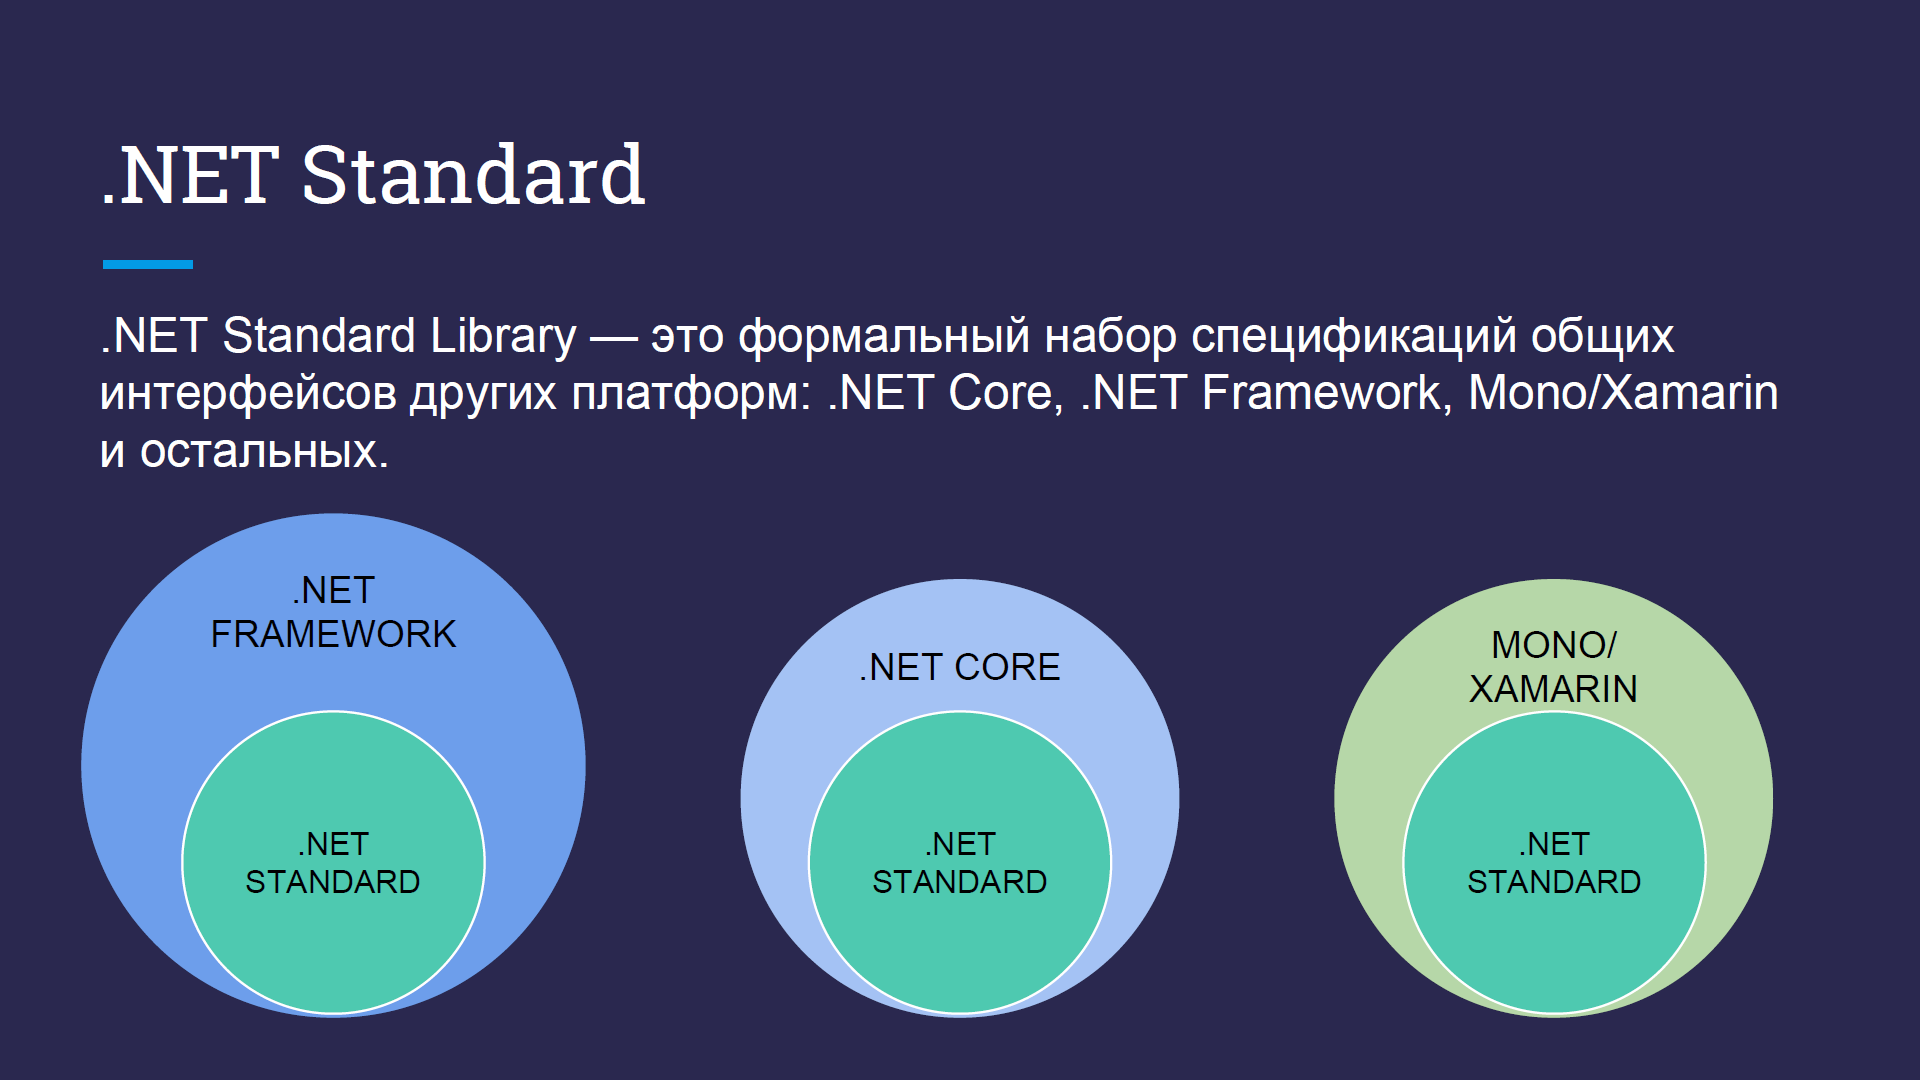 .NET Standard
.NET Standard Library — это формальный набор спецификаций общих
интерфейсов других платформ: .NET Core, .NET Framework, Mono/Xamarin
и остальных.
.NET
FRAMEWORK
.NET
STANDARD
.NET CORE
.NET
STANDARD
MONO/
XAMARIN
.NET
STANDARD